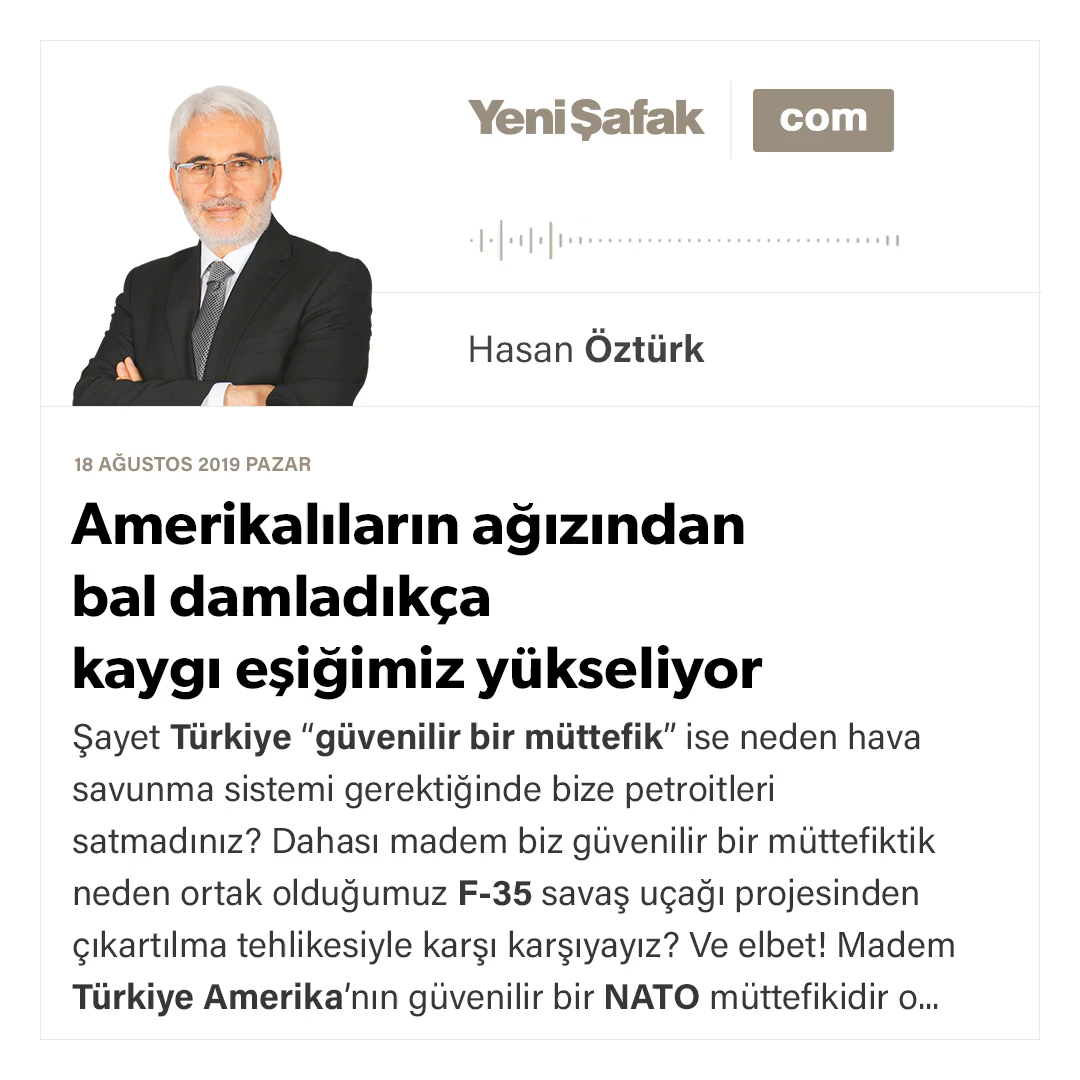 YeniŞafak com
Hasan Öztürk
18 AĞUSTOS 2019 PAZAR
Amerikalıların ağızından
bal damladıkça
kaygı eşiğimiz yükseliyor
Şayet Türkiye “güvenilir bir müttefik” ise neden hava
savunma sistemi gerektiğinde bize petroitleri
satmadınız? Dahası madem biz güvenilir bir müttefiktik
neden ortak olduğumuz F-35 savaş uçağı projesinden
çıkartılma tehlikesiyle karşı karşıyayız? Ve elbet! Madem
Türkiye Amerika’nın güvenilir bir NATO müttefikidir o...